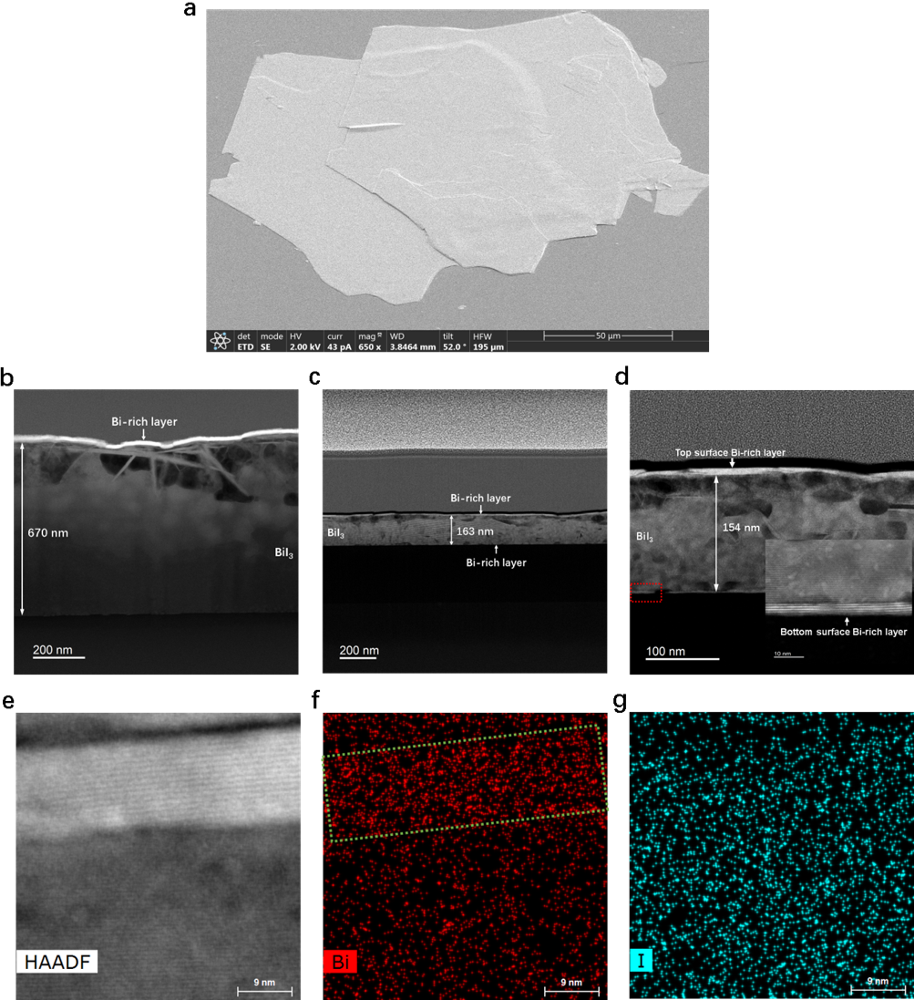 a
det mode HV curr mag WD tilt HFW 50 μm
ETD SE 2.00 kV 43 pA 650 x 3.8464 mm 52.0 ° 195 μm
b c d
Bi-rich layer
670 nm
BiI₃
200 nm
Bi-rich layer
BiI₃
163 nm
Bi-rich layer
200 nm
Top surface Bi-rich layer
154 nm
BiI₃
Bottom surface Bi-rich layer
100 nm
10 nm
e f g
HAADF
9 nm
Bi
9 nm
I
9 nm